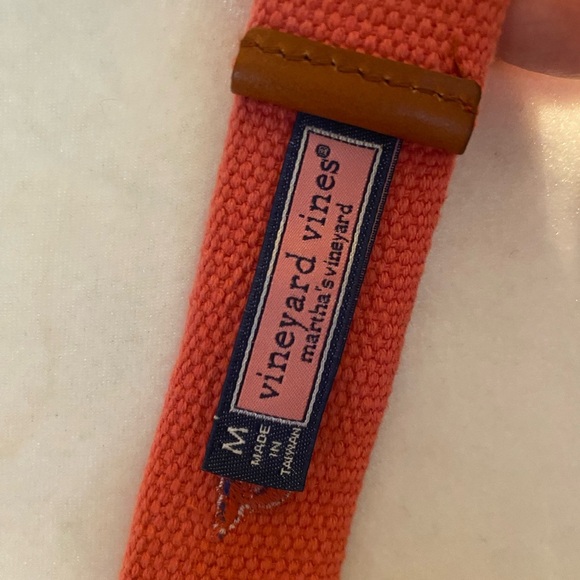 vineyard vines®
martha's vineyard
M
MADE
IN
TAIWAN